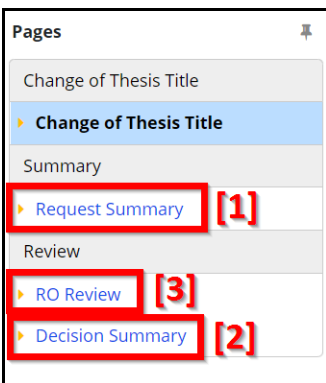 Pages
Change of Thesis Title
Change of Thesis Title
Summary
Request Summary [1]
Review
RO Review [3]
Decision Summary [2]